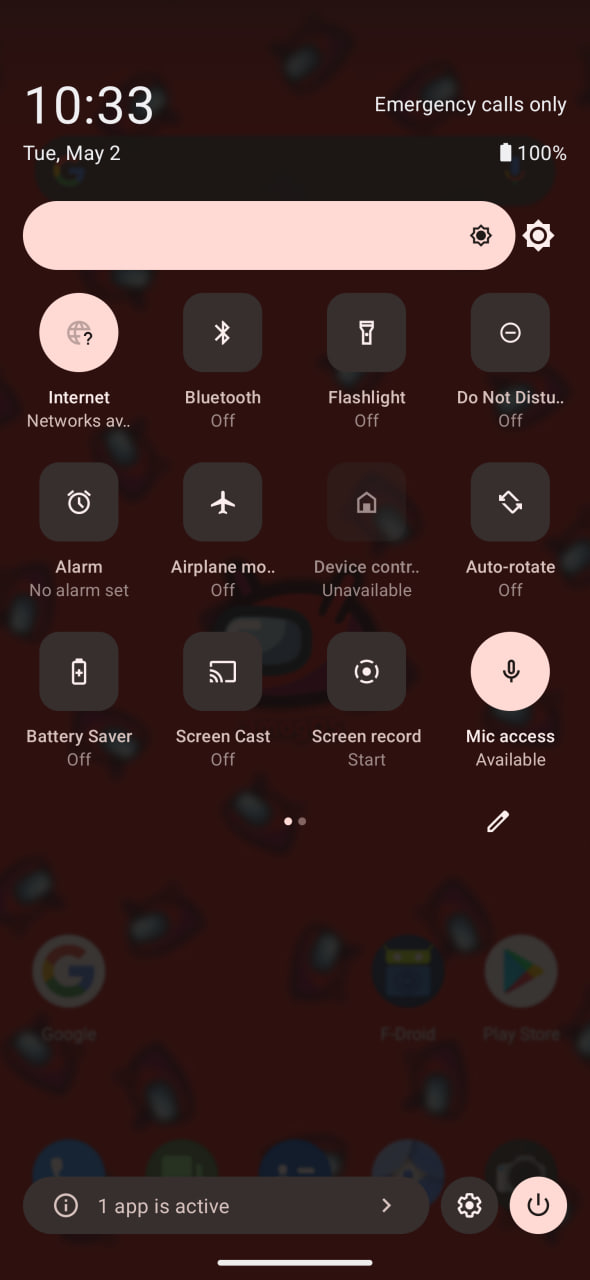 10:33
Emergency calls only
Tue, May 2
100%
Internet
Networks av..
Bluetooth
Off
Flashlight
Off
Do Not Distu..
Off
Alarm
No alarm set
Airplane mo..
Off
Device contr..
Unavailable
Auto-rotate
Off
Battery Saver
Off
Screen Cast
Off
Screen record
Start
Mic access
Available
Google
F-Droid
Play Store
1 app is active